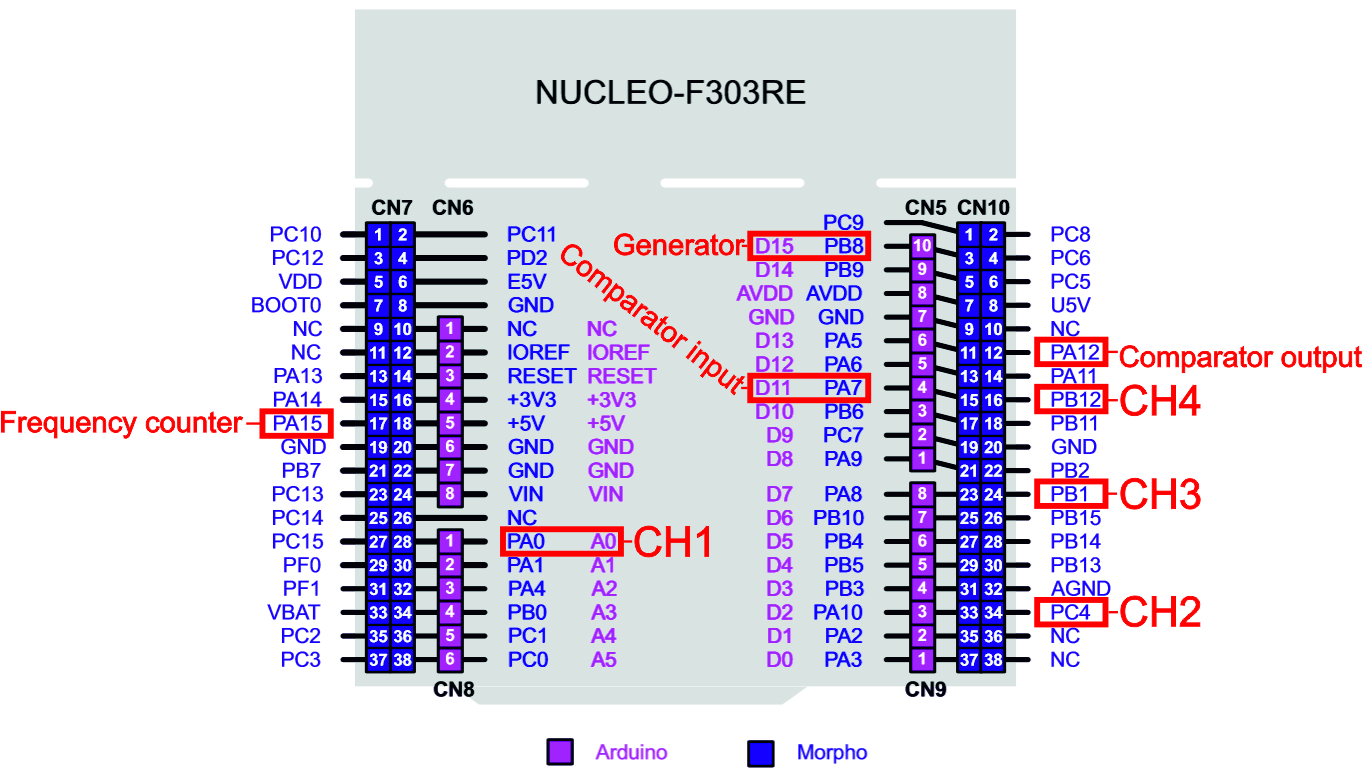 NUCLEO-F303RE
CN7 CN6 CN5 CN10
PC9
PC10 1 2 PC11 1 2 PC8
Generator D15 PB8 10
PC12 3 4 PD2 3 4 PC6
D14 PB9 9
VDD 5 6 E5V 5 6 PC5
AVDD AVDD 8
BOOT0 7 8 GND 7 8 U5V
GND GND 7
NC 9 10 1 NC NC 9 10 NC
D13 PA5 6
NC 11 12 2 IOREF IOREF 11 12 PA12 Comparator output
D12 PA6 5
PA13 13 14 3 RESET RESET 13 14 PA11
Comparator input D11 PA7 4
PA14 15 16 4 +3V3 +3V3 15 16 PB12 CH4
D10 PB6 3
Frequency counter PA15 17 18 5 +5V +5V 17 18 PB11
D9 PC7 2
GND 19 20 6 GND GND 19 20 GND
D8 PA9 1
PB7 21 22 7 GND GND 21 22 PB2
PC13 23 24 8 VIN VIN D7 PA8 8 23 24 PB1 CH3
PC14 25 26 NC D6 PB10 7 25 26 PB15
PC15 27 28 1 PA0 A0 CH1 D5 PB4 6 27 28 PB14
PF0 29 30 2 PA1 A1 D4 PB5 5 29 30 PB13
PF1 31 32 3 PA4 A2 D3 PB3 4 31 32 AGND
VBAT 33 34 4 PB0 A3 D2 PA10 3 33 34 PC4 CH2
PC2 35 36 5 PC1 A4 D1 PA2 2 35 36 NC
PC3 37 38 6 PC0 A5 D0 PA3 1 37 38 NC
CN8 CN9
Arduino Morpho